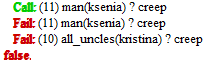 Call: (11) man(ksenia) ? creep
Fail: (11) man(ksenia) ? creep
Fail: (10) all_uncles(kristina) ? creep
false.